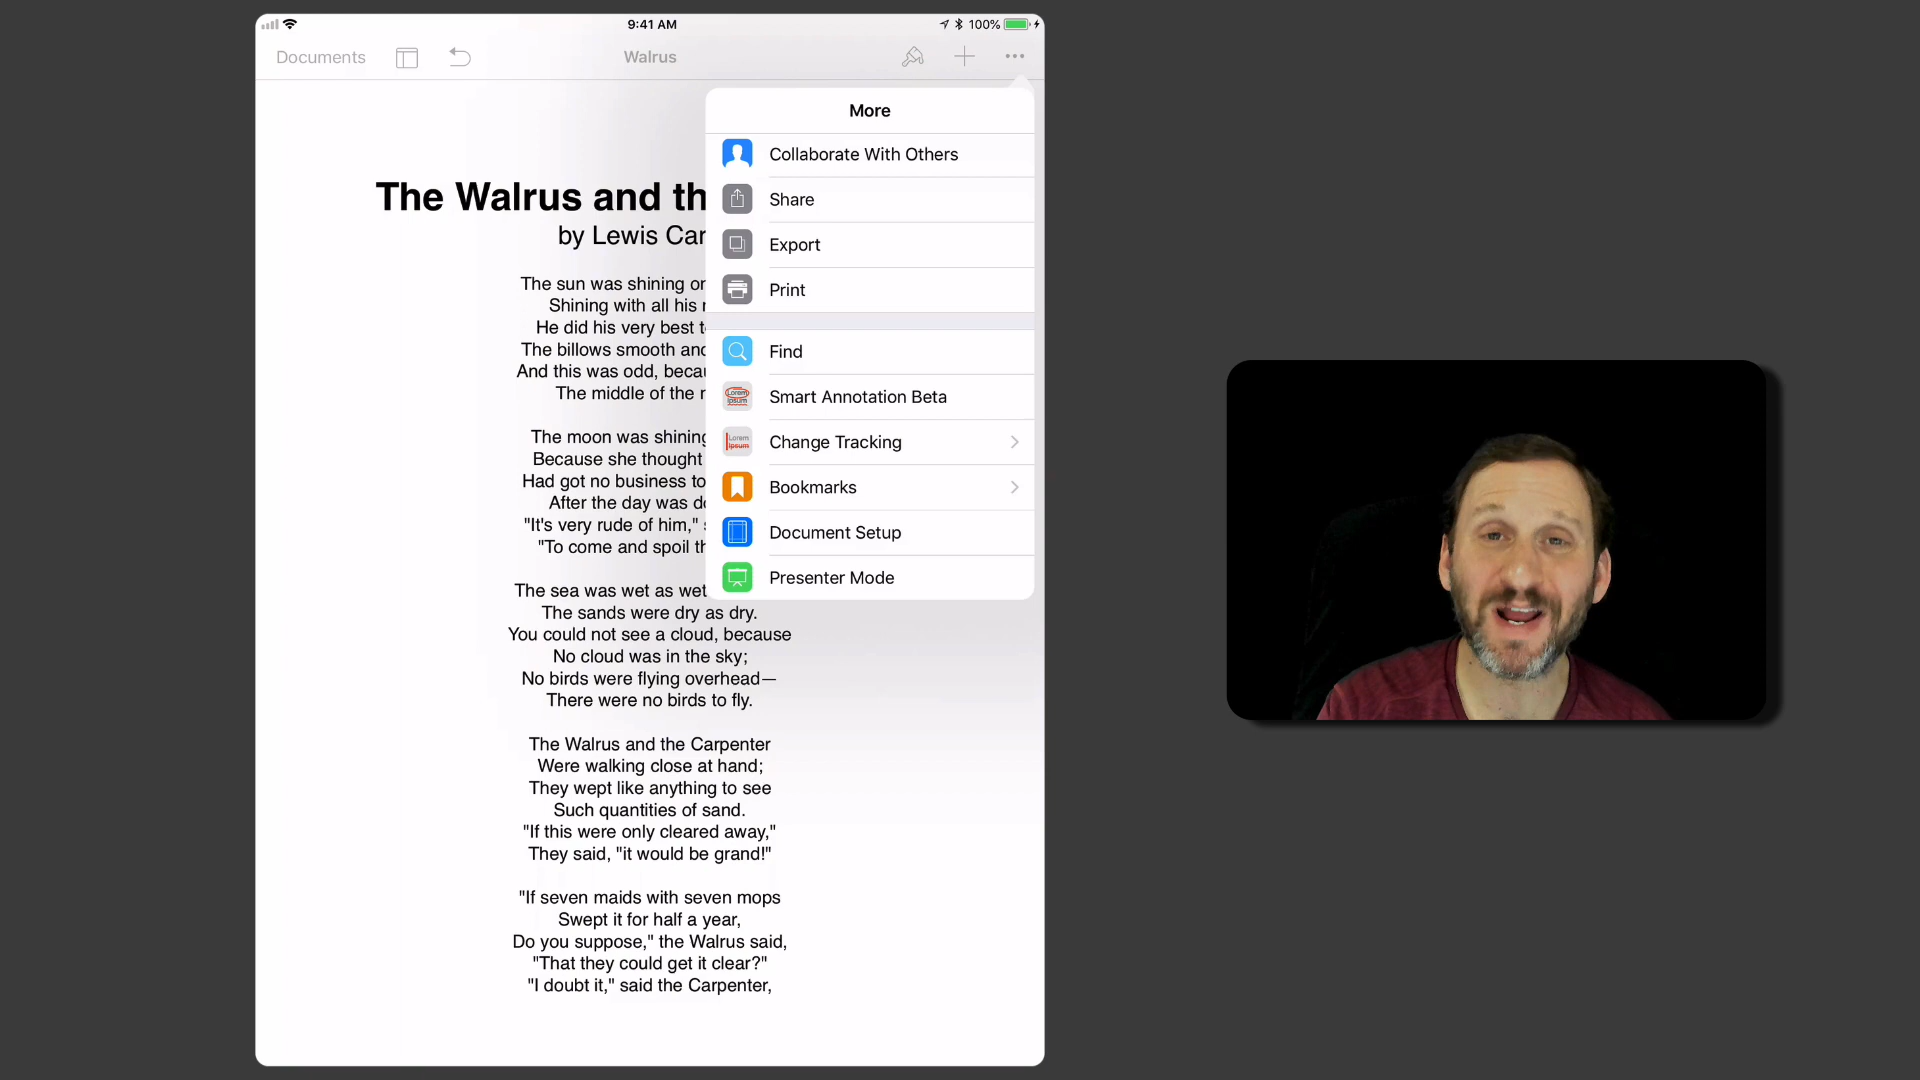 9:41 AM
100%
Documents
Walrus
More
Collaborate With Others
Share
Export
Print
Find
Lorem
Ipsum
Smart Annotation Beta
Lorem
Ipsum
Change Tracking
Bookmarks
Document Setup
Presenter Mode
The Walrus and th
by Lewis Car
The sun was shining on
Shining with all his
He did his very best t
The billows smooth and
And this was odd, becau
The middle of the
The moon was shining
Because she thought
Had got no business to
After the day was do
"It's very rude of him,"
"To come and spoil th
The sea was wet as wet
The sands were dry as dry.
You could not see a cloud, because
No cloud was in the sky;
No birds were flying overhead—
There were no birds to fly.
The Walrus and the Carpenter
Were walking close at hand;
They wept like anything to see
Such quantities of sand.
"If this were only cleared away,"
They said, "it would be grand!"
"If seven maids with seven mops
Swept it for half a year,
Do you suppose," the Walrus said,
"That they could get it clear?"
"I doubt it," said the Carpenter,